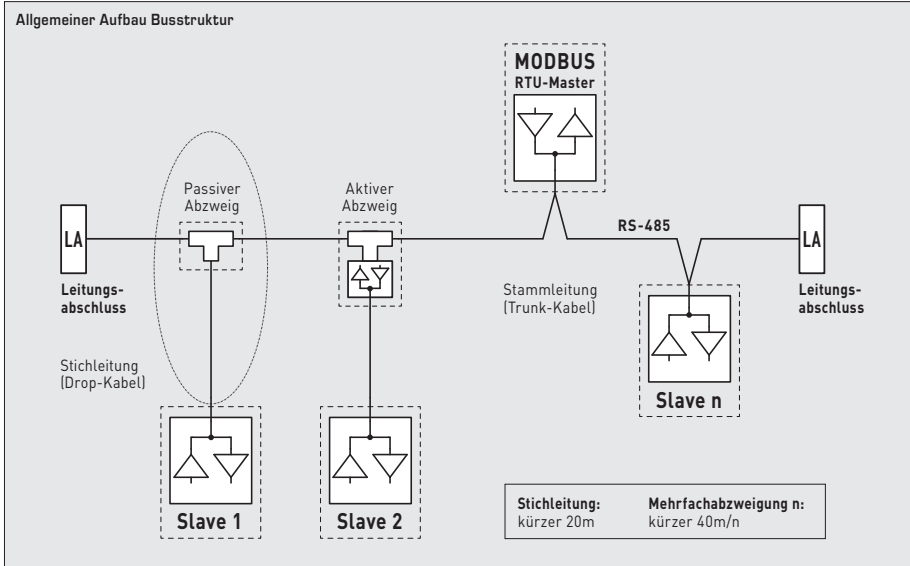 Allgemeiner Aufbau Busstruktur
MODBUS
RTU-Master
Passiver
Abzweig
Aktiver
Abzweig
LA
RS-485
LA
Leitungs-
abschluss
Stammleitung
(Trunk-Kabel)
Leitungs-
abschluss
Stichleitung
(Drop-Kabel)
Slave n
Slave 1
Slave 2
Stichleitung:
kürzer 20m
Mehrfachabzweigung n:
kürzer 40m/n